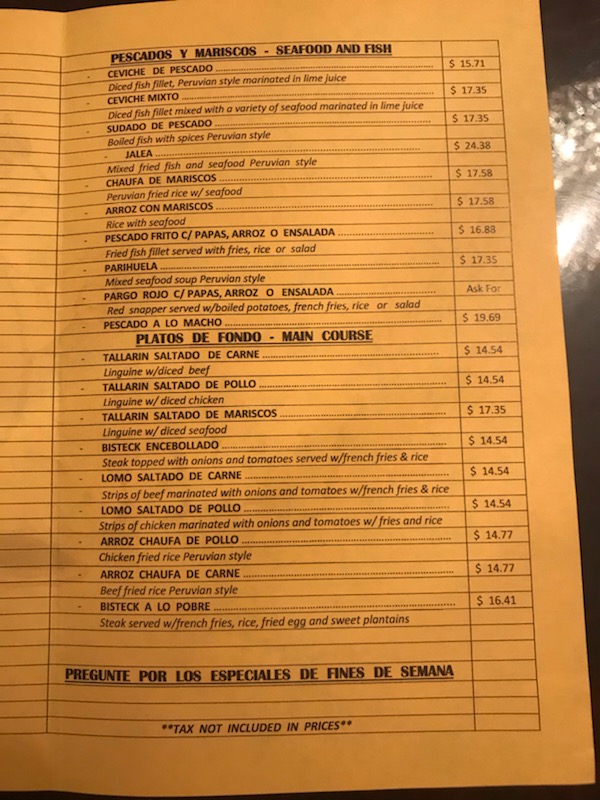 PESCADOS Y MARISCOS - SEAFOOD AND FISH
- CEVICHE DE PESCADO $ 15.71
Diced fish fillet, Peruvian style marinated in lime juice
- CEVICHE MIXTO $ 17.35
Diced fish fillet mixed with a variety of seafood marinated in lime juice
- SUDADO DE PESCADO $ 17.35
Boiled fish with spices Peruvian style
- JALEA $ 24.38
Mixed fried fish and seafood Peruvian style
- CHAUFA DE MARISCOS $ 17.58
Peruvian fried rice w/ seafood
- ARROZ CON MARISCOS $ 17.58
Rice with seafood
- PESCADO FRITO C/ PAPAS, ARROZ O ENSALADA $ 16.88
Fried fish fillet served with fries, rice or salad
- PARIHUELA $ 17.35
Mixed seafood soup Peruvian style
- PARGO ROJO C/ PAPAS, ARROZ O ENSALADA Ask For
Red snapper served w/boiled potatoes, french fries, rice or salad
- PESCADO A LO MACHO $ 19.69
PLATOS DE FONDO - MAIN COURSE
- TALLARIN SALTADO DE CARNE $ 14.54
Linguine w/diced beef
- TALLARIN SALTADO DE POLLO $ 14.54
Linguine w/ diced chicken
- TALLARIN SALTADO DE MARISCOS $ 17.35
Linguine w/ diced seafood
- BISTECK ENCEBOLLADO $ 14.54
Steak topped with onions and tomatoes served w/french fries & rice
- LOMO SALTADO DE CARNE $ 14.54
Strips of beef marinated with onions and tomatoes w/french fries & rice
- LOMO SALTADO DE POLLO $ 14.54
Strips of chicken marinated with onions and tomatoes w/ fries and rice
- ARROZ CHAUFA DE POLLO $ 14.77
Chicken fried rice Peruvian style
- ARROZ CHAUFA DE CARNE $ 14.77
Beef fried rice Peruvian style
- BISTECK A LO POBRE $ 16.41
Steak served w/french fries, rice, fried egg and sweet plantains
PREGUNTE POR LOS ESPECIALES DE FINES DE SEMANA
**TAX NOT INCLUDED IN PRICES**